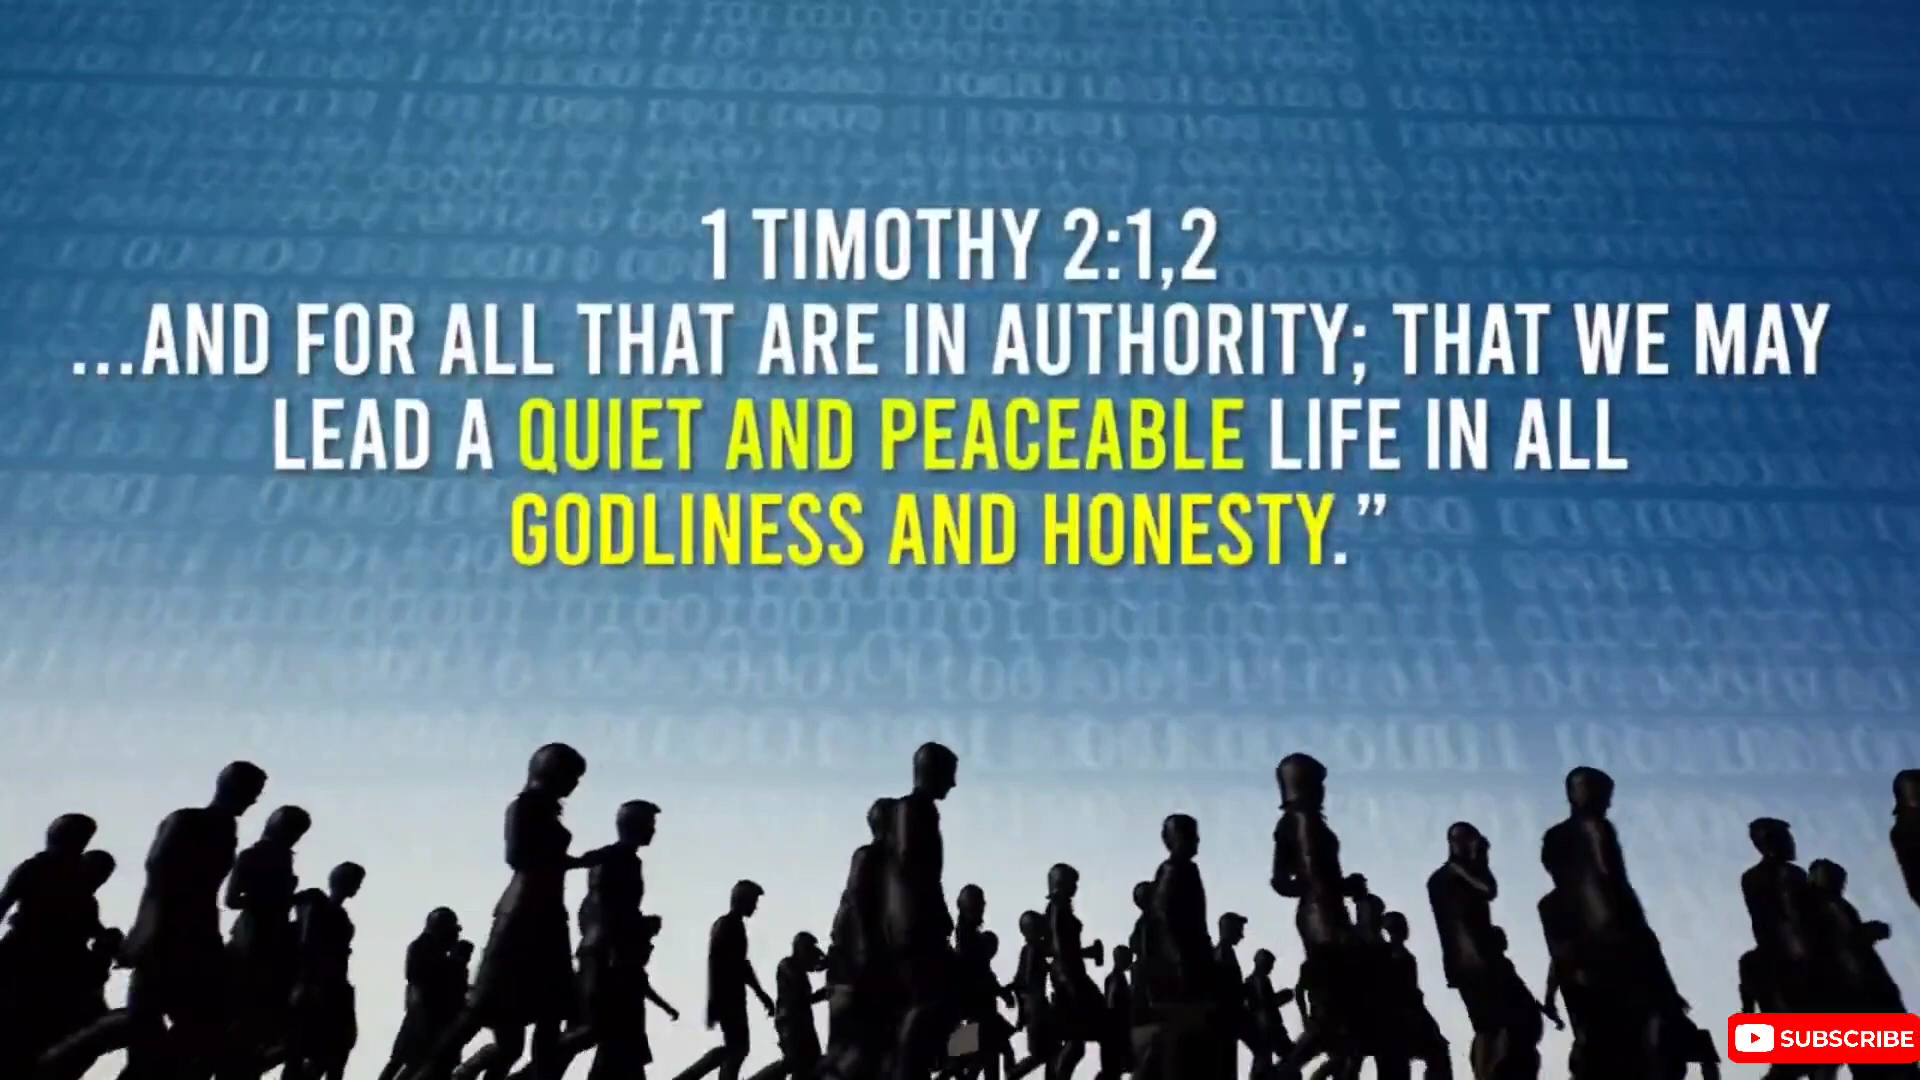 1 TIMOTHY 2:1,2
...AND FOR ALL THAT ARE IN AUTHORITY; THAT WE MAY
LEAD A QUIET AND PEACEABLE LIFE IN ALL
GODLINESS AND HONESTY.”
SUBSCRIBE